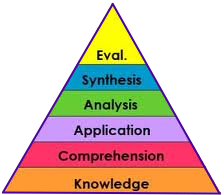 Eval.
Synthesis
Analysis
Application
Comprehension
Knowledge